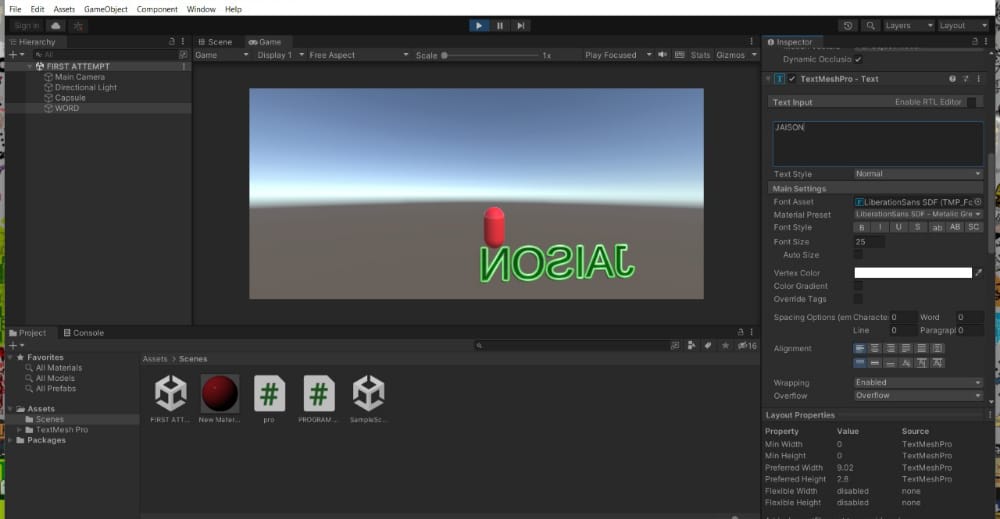 File Edit Assets GameObject Component Window Help
Sign in Layers Layout
Hierarchy Scene Game Inspector
All Game Display 1 Free Aspect Scale 1x Play Focused Stats Gizmos
Dynamic Occlusio
FIRST ATTEMPT
Main Camera
Directional Light
Capsule
WORD
TextMeshPro - Text
Text Input Enable RTL Editor
JAISON
Text Style Normal
Main Settings
Font Asset LiberationSans SDF (TMP_Fc
Material Preset LiberationSans SDF - Metalic Gre
Font Style B I U S ab AB SC
Font Size 25
Auto Size
Vertex Color
Color Gradient
Override Tags
Spacing Options (em Characte 0 Word 0
Line 0 Paragrapl 0
Alignment
Wrapping Enabled
Overflow Overflow
JAISON
Project Console
16
Favorites
All Materials
All Models
All Prefabs
Assets
Scenes
TextMesh Pro
Packages
Assets > Scenes
# #
FIRST ATT... New Mater... pro PROGRAM... SampleSc...
Layout Properties
Property Value Source
Min Width 0 TextMeshPro
Min Height 0 TextMeshPro
Preferred Width 9.02 TextMeshPro
Preferred Height 2.8 TextMeshPro
Flexible Width disabled none
Flexible Height disabled none